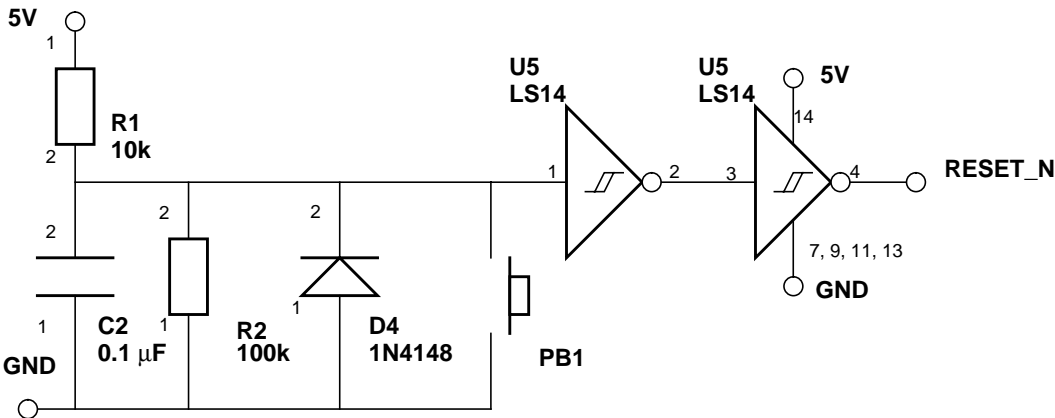 5V
1
R1
10k
2
U5
LS14
U5
LS14
5V
14
1
2
3
4
RESET_N
7, 9, 11, 13
GND
2
1
C2
0.1 μF
2
1
R2
100k
2
1
D4
1N4148
PB1
GND